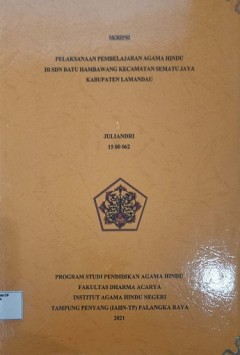 SKRIPSI
PELAKSANAAN PEMBELAJARAN AGAMA HINDU
DI SDN BATU HAMBAWANG KECAMATAN SEMATU JAYA
KABUPATEN LAMANDAU
JULIANDRI
15 00 062
PROGRAM STUDI PENDIDIKAN AGAMA HINDU
FAKULTAS DHARMA ACARYA
INSTITUT AGAMA HINDU NEGERI
TAMPUNG PENYANG (IAHN-TP) PALANGKA RAYA
2021